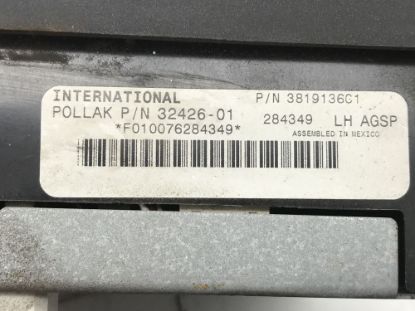 INTERNATIONAL P/N 3819136C1
POLLAK P/N 32426-01 284349 LH AGSP
*F010076284349* ASSEMBLED IN MEXICO